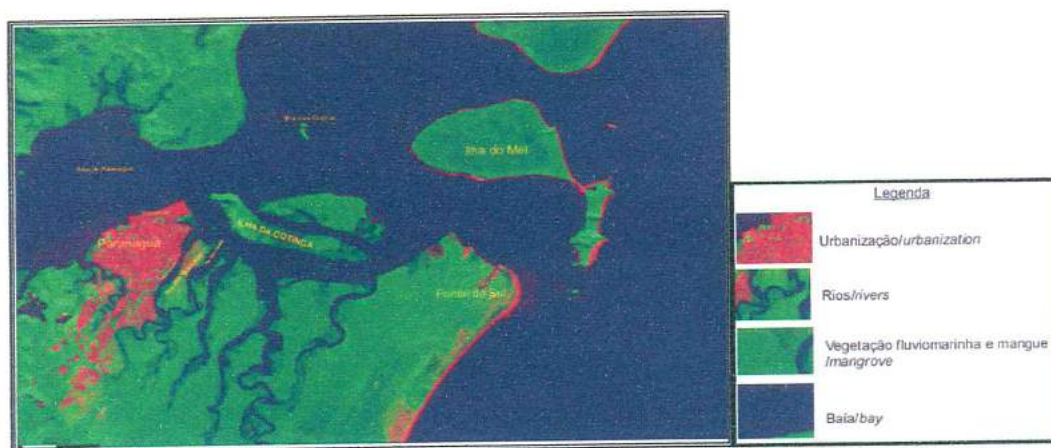 Ilha do Mel
Paranaguá
ILHA DA COTINGA
Pontal do Sul
Legenda
Urbanização/urbanization
Rios/rivers
Vegetação fluviomarinha e mangue
/mangrove
Baía/bay